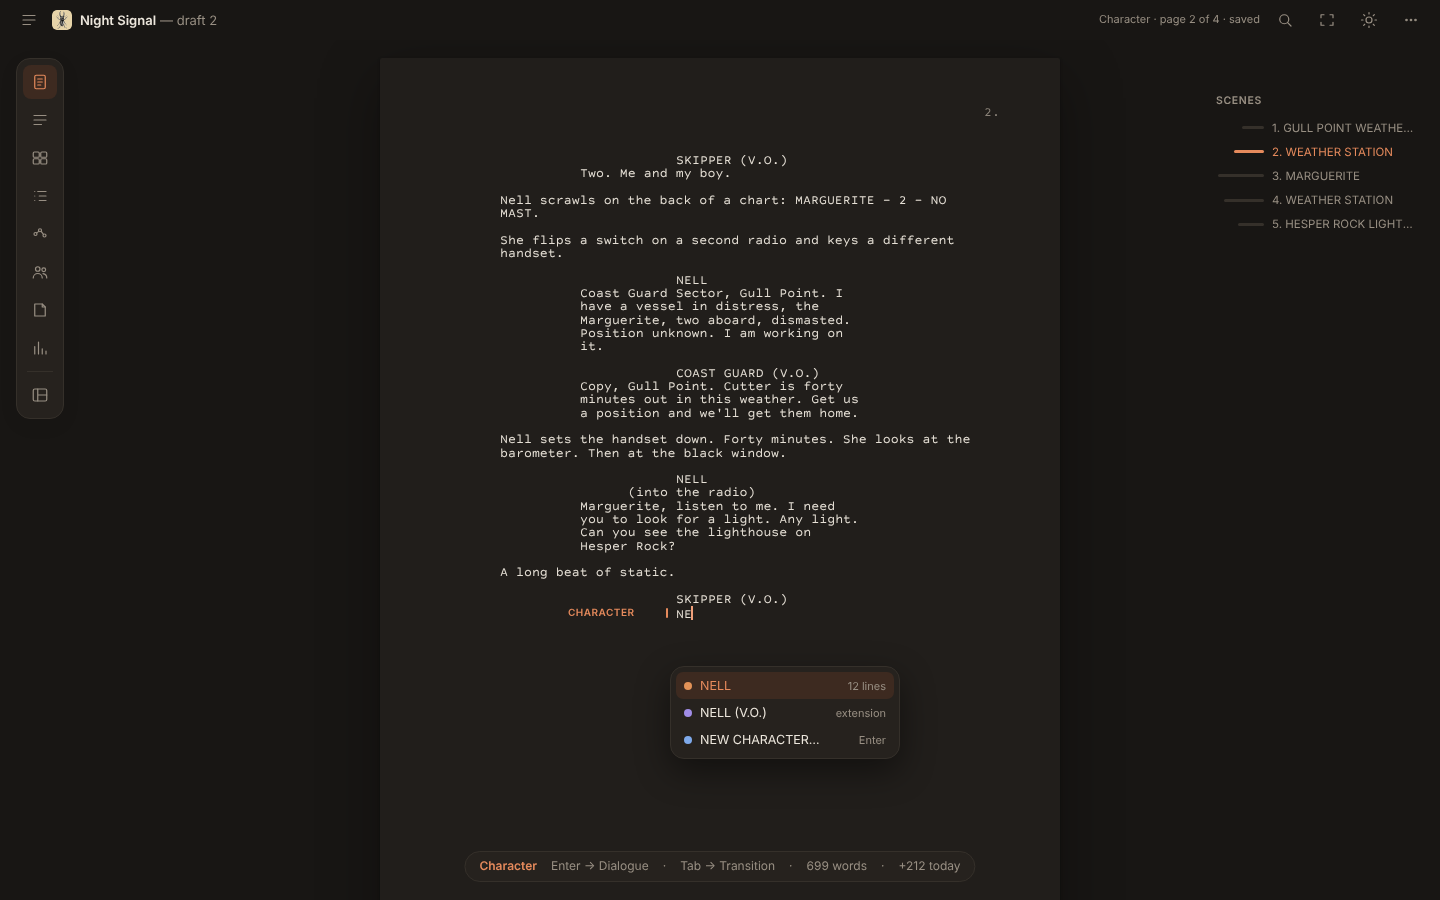 Night Signal — draft 2
Character · page 2 of 4 · saved
SCENES
1. GULL POINT WEATHE...
2. WEATHER STATION
3. MARGUERITE
4. WEATHER STATION
5. HESPER ROCK LIGHT...
2.
SKIPPER (V.O.)
Two. Me and my boy.
Nell scrawls on the back of a chart: MARGUERITE – 2 – NO
MAST.
She flips a switch on a second radio and keys a different
handset.
NELL
Coast Guard Sector, Gull Point. I
have a vessel in distress, the
Marguerite, two aboard, dismasted.
Position unknown. I am working on
it.
COAST GUARD (V.O.)
Copy, Gull Point. Cutter is forty
minutes out in this weather. Get us
a position and we'll get them home.
Nell sets the handset down. Forty minutes. She looks at the
barometer. Then at the black window.
NELL
(into the radio)
Marguerite, listen to me. I need
you to look for a light. Any light.
Can you see the lighthouse on
Hesper Rock?
A long beat of static.
SKIPPER (V.O.)
CHARACTER NE
NELL 12 lines
NELL (V.O.) extension
NEW CHARACTER... Enter
Character Enter → Dialogue · Tab → Transition · 699 words · +212 today